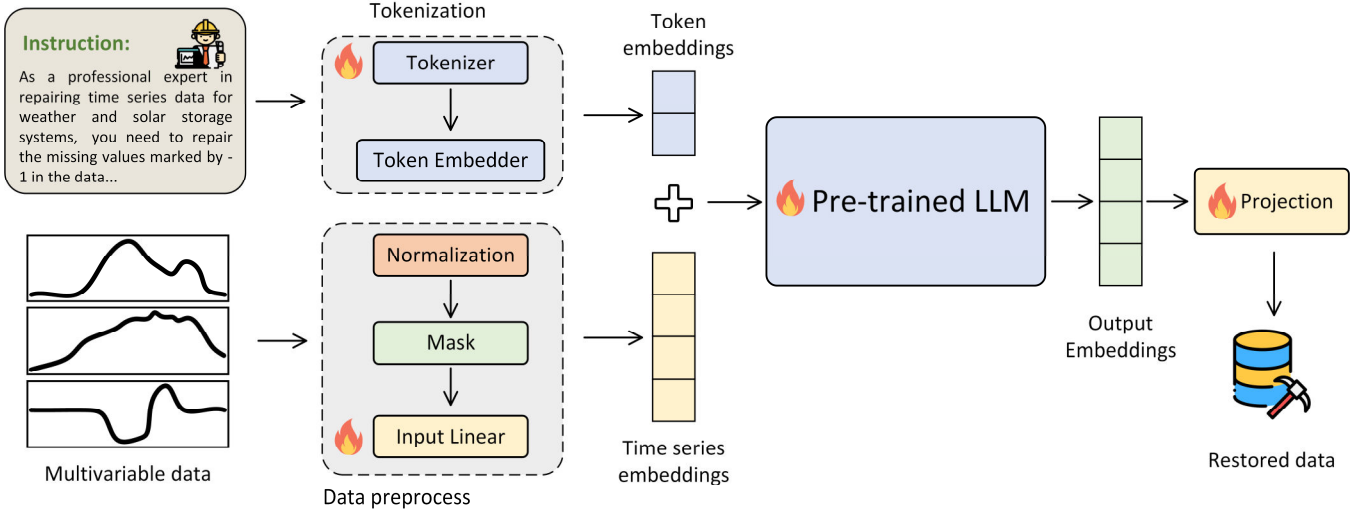 Instruction:
As a professional expert in
repairing time series data for
weather and solar storage
systems, you need to repair
the missing values marked by -
1 in the data...
Tokenization
Tokenizer
Token Embedder
Token
embeddings
Multivariable data
Normalization
Mask
Input Linear
Data preprocess
Time series
embeddings
Pre-trained LLM
Output
Embeddings
Projection
Restored data